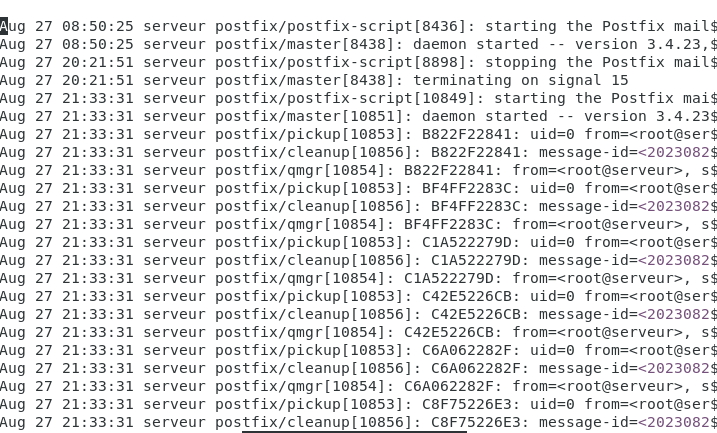 Aug 27 08:50:25 serveur postfix/postfix-script[8436]: starting the Postfix mail$
Aug 27 08:50:25 serveur postfix/master[8438]: daemon started -- version 3.4.23,$
Aug 27 20:21:51 serveur postfix/postfix-script[8898]: stopping the Postfix mail$
Aug 27 20:21:51 serveur postfix/master[8438]: terminating on signal 15
Aug 27 21:33:31 serveur postfix/postfix-script[10849]: starting the Postfix mai$
Aug 27 21:33:31 serveur postfix/master[10851]: daemon started -- version 3.4.23$
Aug 27 21:33:31 serveur postfix/pickup[10853]: B822F22841: uid=0 from=<root@ser$
Aug 27 21:33:31 serveur postfix/cleanup[10856]: B822F22841: message-id=<2023082$
Aug 27 21:33:31 serveur postfix/qmgr[10854]: B822F22841: from=<root@serveur>, s$
Aug 27 21:33:31 serveur postfix/pickup[10853]: BF4FF2283C: uid=0 from=<root@ser$
Aug 27 21:33:31 serveur postfix/cleanup[10856]: BF4FF2283C: message-id=<2023082$
Aug 27 21:33:31 serveur postfix/qmgr[10854]: BF4FF2283C: from=<root@serveur>, s$
Aug 27 21:33:31 serveur postfix/pickup[10853]: C1A522279D: uid=0 from=<root@ser$
Aug 27 21:33:31 serveur postfix/cleanup[10856]: C1A522279D: message-id=<2023082$
Aug 27 21:33:31 serveur postfix/qmgr[10854]: C1A522279D: from=<root@serveur>, s$
Aug 27 21:33:31 serveur postfix/pickup[10853]: C42E5226CB: uid=0 from=<root@ser$
Aug 27 21:33:31 serveur postfix/cleanup[10856]: C42E5226CB: message-id=<2023082$
Aug 27 21:33:31 serveur postfix/qmgr[10854]: C42E5226CB: from=<root@serveur>, s$
Aug 27 21:33:31 serveur postfix/pickup[10853]: C6A062282F: uid=0 from=<root@ser$
Aug 27 21:33:31 serveur postfix/cleanup[10856]: C6A062282F: message-id=<2023082$
Aug 27 21:33:31 serveur postfix/qmgr[10854]: C6A062282F: from=<root@serveur>, s$
Aug 27 21:33:31 serveur postfix/pickup[10853]: C8F75226E3: uid=0 from=<root@ser$
Aug 27 21:33:31 serveur postfix/cleanup[10856]: C8F75226E3: message-id=<2023082$